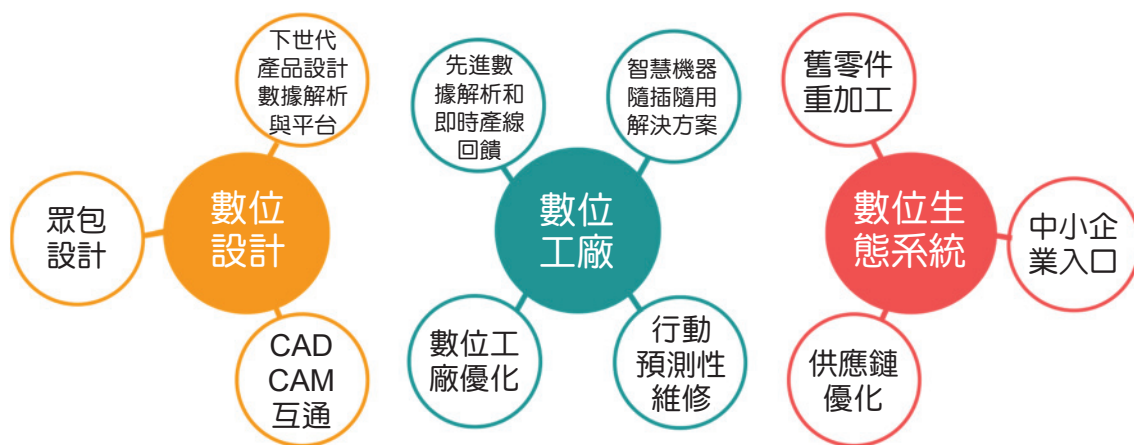 下世代
產品設計
數據解析
與平台
眾包
設計
數位
設計
CAD
CAM
互通
先進數
據解析和
即時產線
回饋
智慧機器
隨插隨用
解決方案
數位
工廠
數位工
廠優化
行動
預測性
維修
舊零件
重加工
數位生
態系統
中小企
業入口
供應鏈
優化